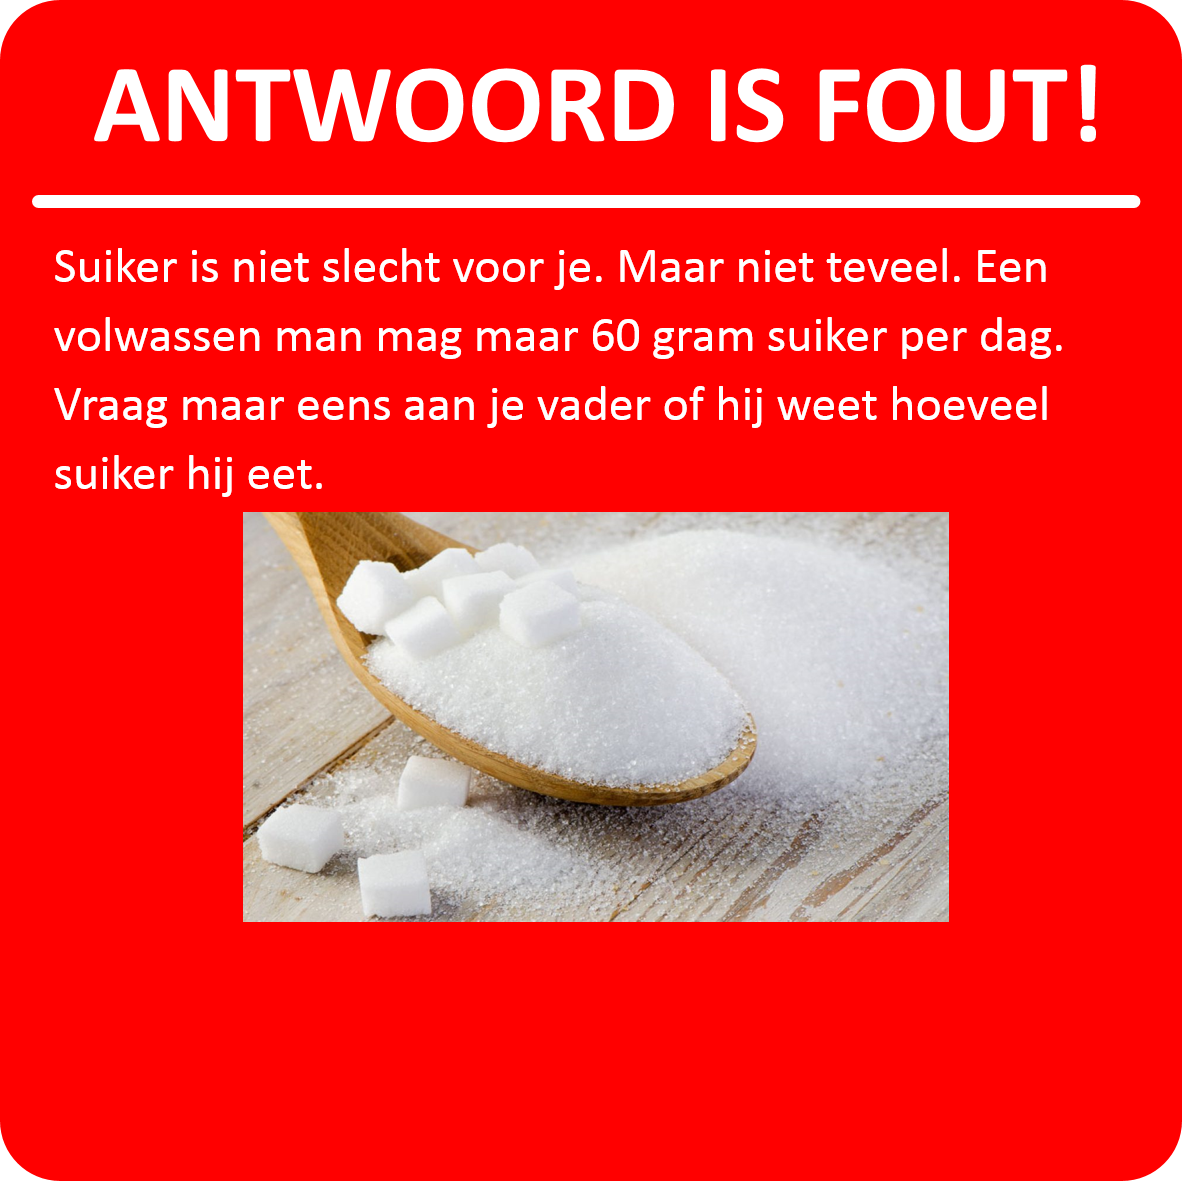 ANTWOORD IS FOUT!
Suiker is niet slecht voor je. Maar niet teveel. Een
volwassen man mag maar 60 gram suiker per dag.
Vraag maar eens aan je vader of hij weet hoeveel
suiker hij eet.